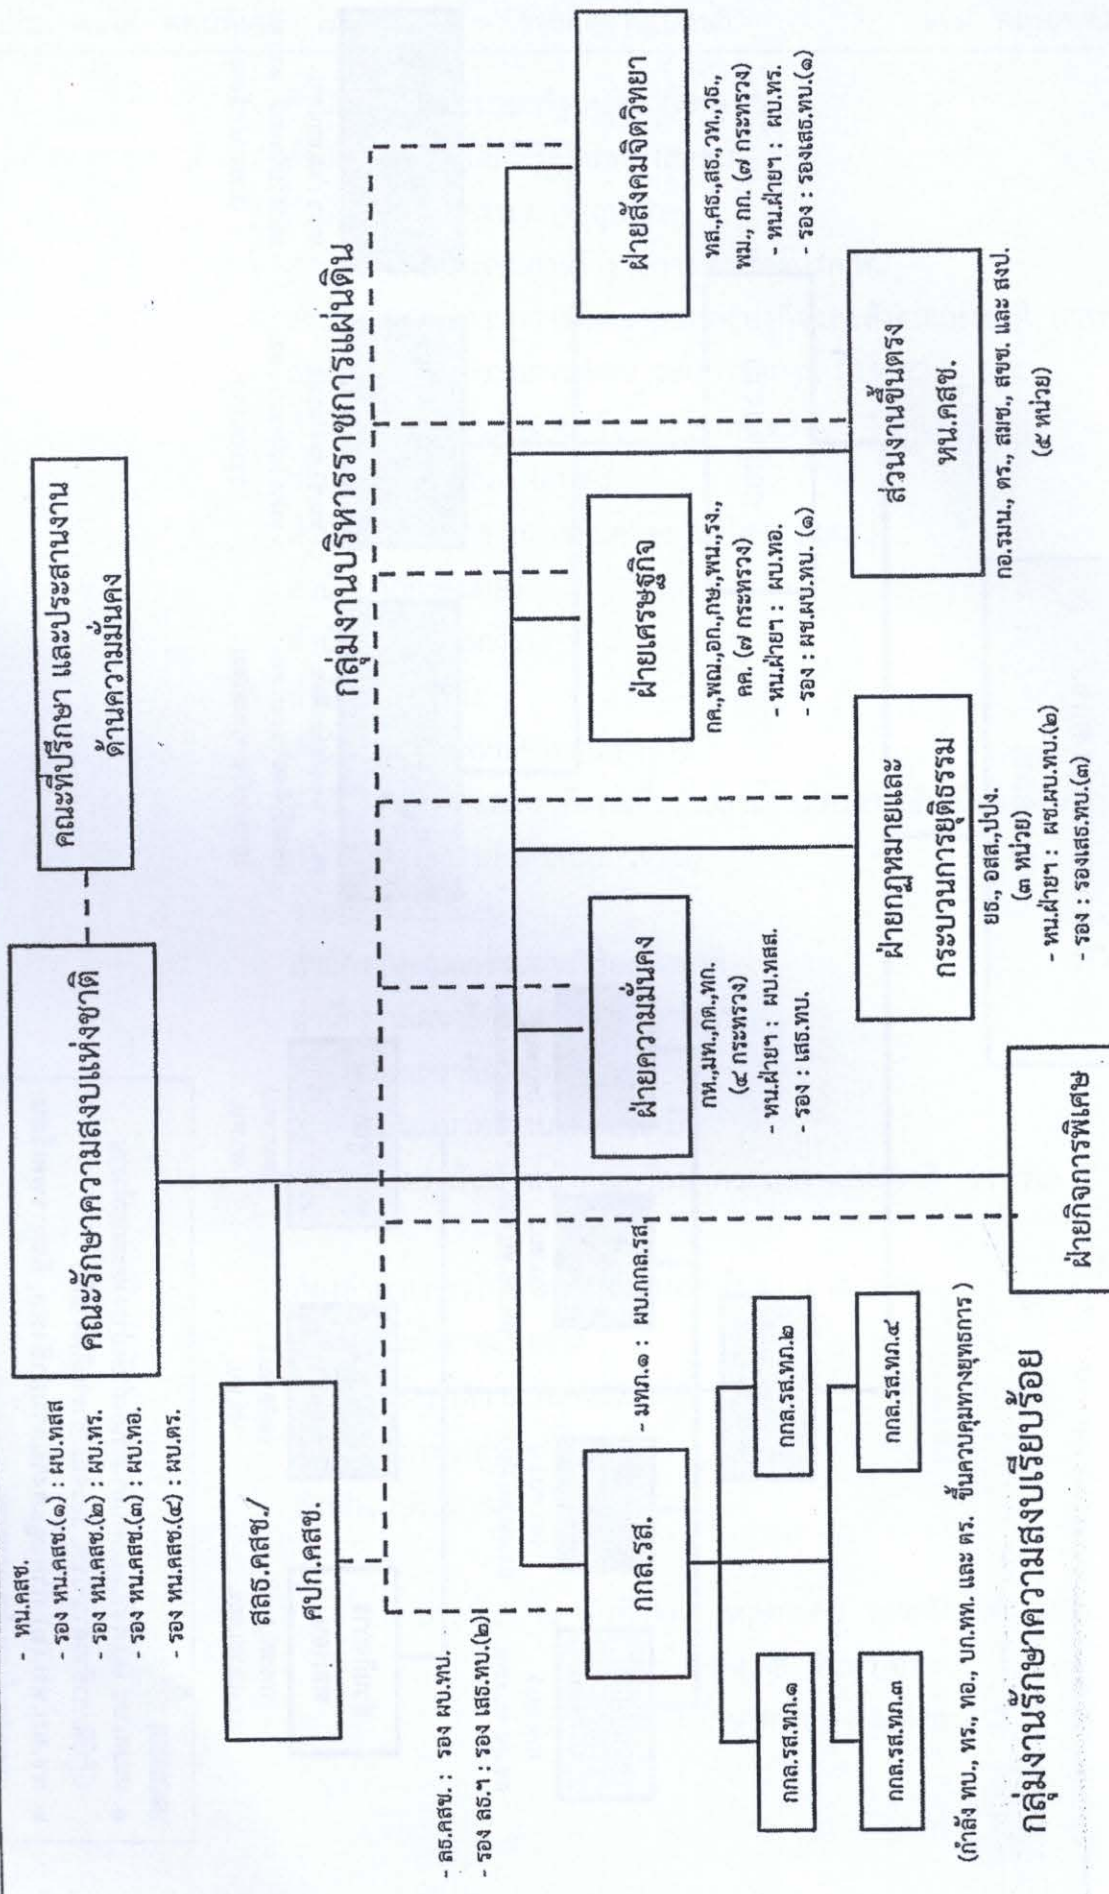 - หน.คสช.
- รอง หน.คสช.(๑) : ผบ.ทสส
- รอง หน.คสช.(๒) : ผบ.ทร.
- รอง หน.คสช.(๓) : ผบ.ทอ.
- รอง หน.คสช.(๔) : ผบ.ตร.
คณะรักษาความสงบแห่งชาติ
คณะที่ปรึกษา และประสานงาน
ด้านความมั่นคง
สลธ.คสช./
ศปก.คสช.
- ลธ.คสช. : รอง ผบ.ทบ.
- รอง ลธ.ฯ : รอง เสธ.ทบ.(๒)
กลุ่มงานบริหารราชการแผ่นดิน
กกล.รส.
- มทภ.๑ : ผบ.กกล.รส.
กกล.รส.ทภ.๑
กกล.รส.ทภ.๒
กกล.รส.ทภ.๓
กกล.รส.ทภ.๔
(กำลัง ทบ., ทร., ทอ., บก.ทท. และ ตร. ขึ้นควบคุมทางยุทธการ )
กลุ่มงานรักษาความสงบเรียบร้อย
ฝ่ายความมั่นคง
กห.,มท.,กต.,ทก.
(๔ กระทรวง)
- หน.ฝ่ายฯ : ผบ.ทสส.
- รอง : เสธ.ทบ.
ฝ่ายเศรษฐกิจ
กค.,พณ.,อก.,กษ.,พน.,รง.,
คค. (๗ กระทรวง)
- หน.ฝ่ายฯ : ผบ.ทอ.
- รอง : ผช.ผบ.ทบ. (๑)
ฝ่ายสังคมจิตวิทยา
ทส.,ศธ.,สธ.,วท.,วธ.,
พม., กก. (๗ กระทรวง)
- หน.ฝ่ายฯ : ผบ.ทร.
- รอง : รองเสธ.ทบ.(๑)
ฝ่ายกิจการพิเศษ
ฝ่ายกฎหมายและ
กระบวนการยุติธรรม
ยธ., อสส.,ปปง.
(๓ หน่วย)
- หน.ฝ่ายฯ : ผช.ผบ.ทบ.(๒)
- รอง : รองเสธ.ทบ.(๓)
ส่วนงานขึ้นตรง
หน.คสช.
กอ.รมน., ตร., สมช., สขช. และ สงป.
(๕ หน่วย)